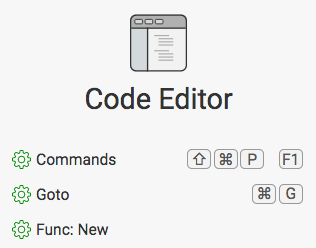 Code Editor
Commands ⇧ ⌘ P F1
Goto ⌘ G
Func: New